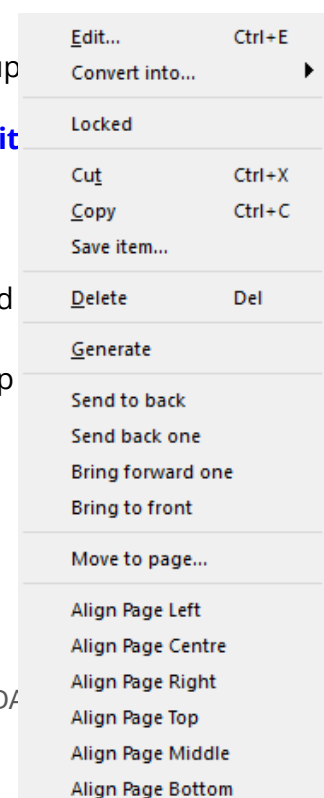 Edit... Ctrl+E
Convert into...
Locked
Cut Ctrl+X
Copy Ctrl+C
Save item...
Delete Del
Generate
Send to back
Send back one
Bring forward one
Bring to front
Move to page...
Align Page Left
Align Page Centre
Align Page Right
Align Page Top
Align Page Middle
Align Page Bottom